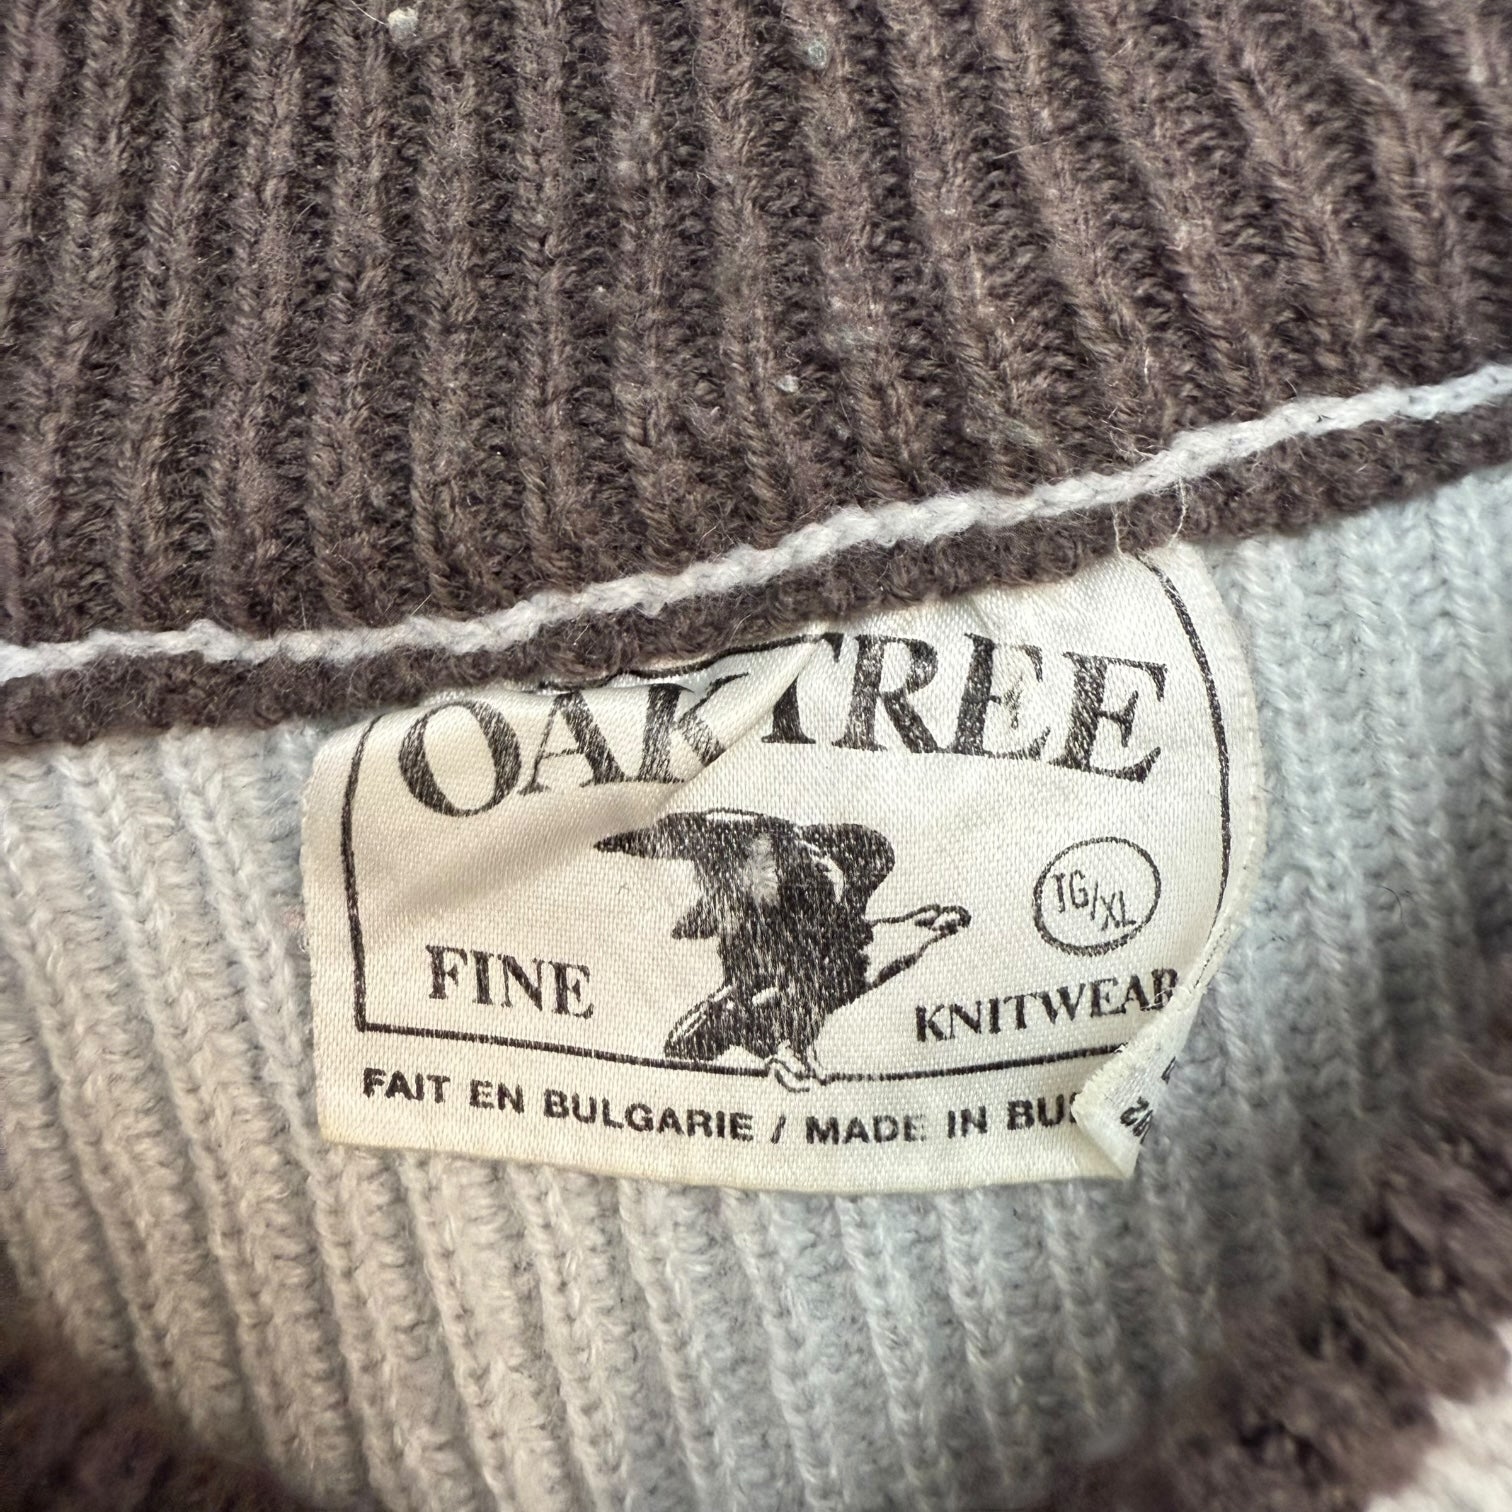 OAKTREE
TG/XL
FINE
KNITWEAR
FAIT EN BULGARIE / MADE IN BU